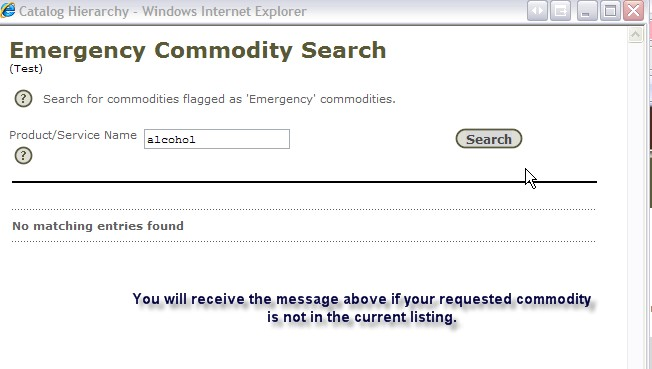 Catalog Hierarchy - Windows Internet Explorer
Emergency Commodity Search
(Test)
? Search for commodities flagged as 'Emergency' commodities.
Product/Service Name alcohol Search
?
No matching entries found
You will receive the message above if your requested commodity
is not in the current listing.